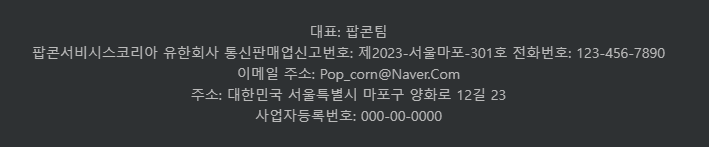 대표: 팝콘팀
팝콘서비시스코리아 유한회사 통신판매업신고번호: 제2023-서울마포-301호 전화번호: 123-456-7890
이메일 주소: Pop_corn@Naver.Com
주소: 대한민국 서울특별시 마포구 양화로 12길 23
사업자등록번호: 000-00-0000